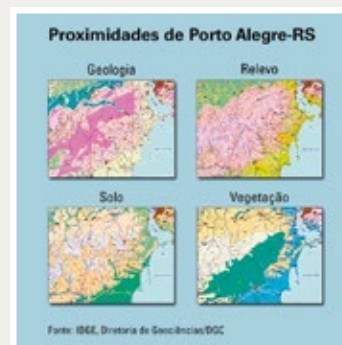 Proximidades de Porto Alegre-RS
Geologia
Relevo
Solo
Vegetação
Fonte: IBGE, Diretoria de Geociências/DGC